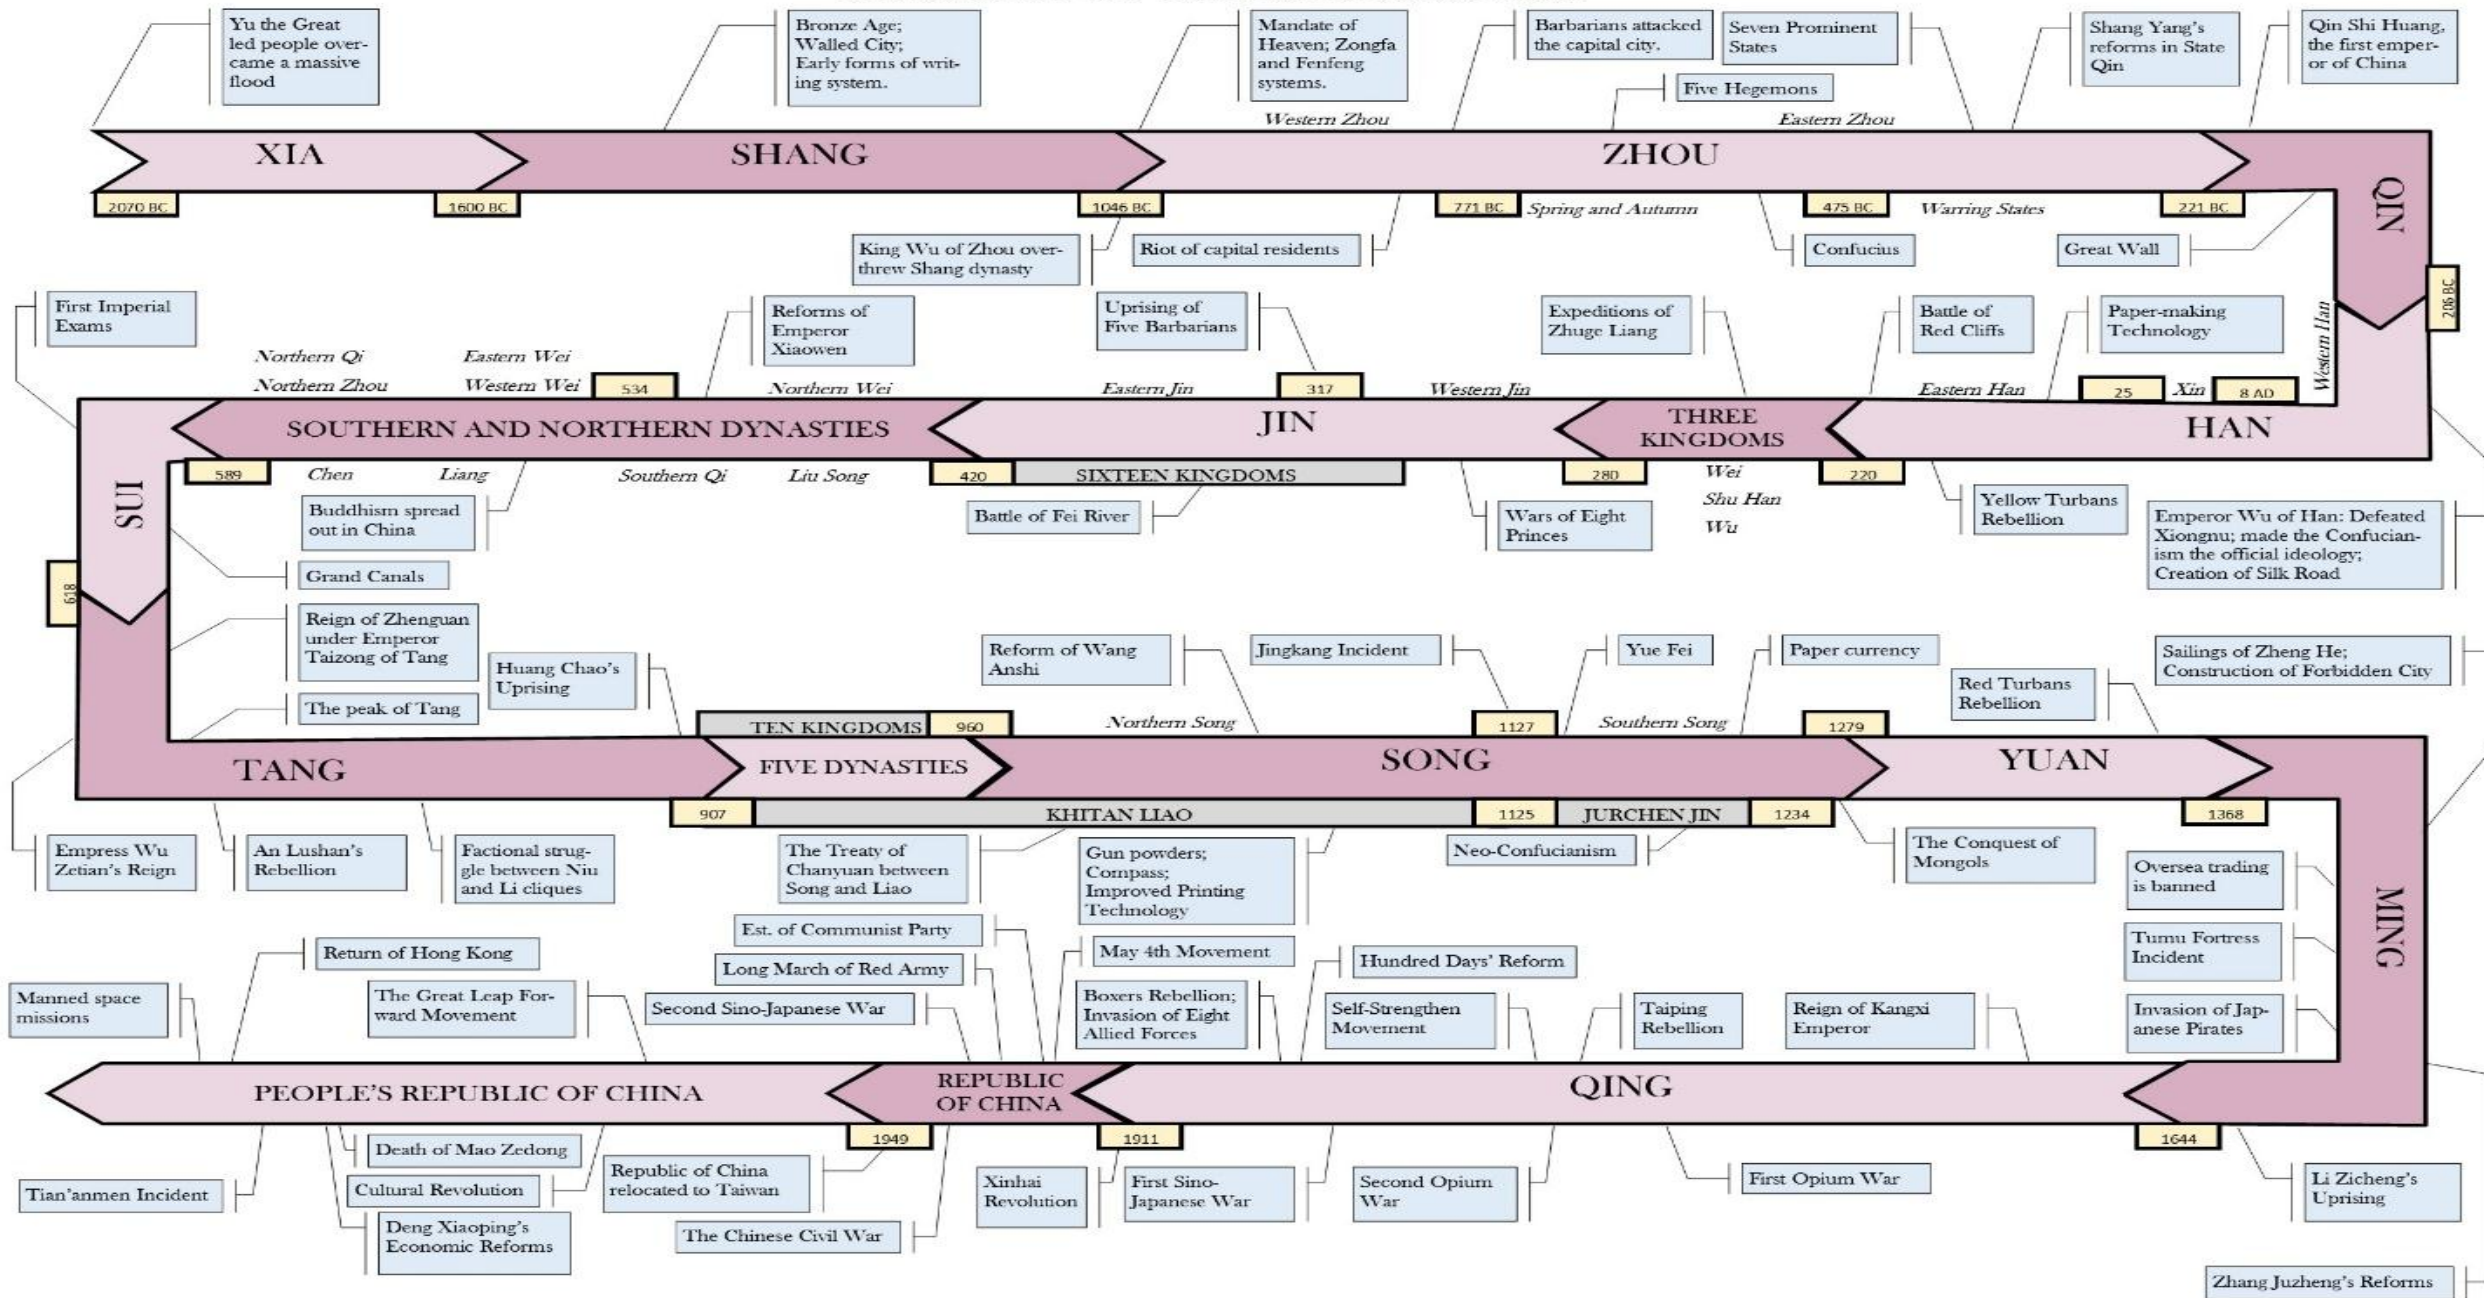 Yu the Great
led people over-
came a massive
flood
Bronze Age;
Walled City;
Early forms of writ-
ing system.
Mandate of
Heaven; Zongfa
and Fenfeng
systems.
Barbarians attacked
the capital city.
Seven Prominent
States
Five Hegemons
Shang Yang's
reforms in State
Qin
Qin Shi Huang,
the first emper-
or of China
Western Zhou
Eastern Zhou
XIA
SHANG
ZHOU
QIN
2070 BC
1600 BC
1046 BC
771 BC
Spring and Autumn
475 BC
Warring States
221 BC
206 BC
King Wu of Zhou over-
threw Shang dynasty
Riot of capital residents
Confucius
Great Wall
First Imperial
Exams
Reforms of
Emperor
Xiaowen
Uprising of
Five Barbarians
Expeditions of
Zhuge Liang
Battle of
Red Cliffs
Paper-making
Technology
Western Han
Northern Qi
Northern Zhou
Eastern Wei
Western Wei
534
Northern Wei
Eastern Jin
317
Western Jin
Eastern Han
25
Xin
8 AD
SOUTHERN AND NORTHERN DYNASTIES
JIN
THREE
KINGDOMS
HAN
SUI
589
Chen
Liang
Southern Qi
Liu Song
420
SIXTEEN KINGDOMS
280
Wei
Shu Han
Wu
220
Buddhism spread
out in China
Battle of Fei River
Wars of Eight
Princes
Yellow Turbans
Rebellion
Emperor Wu of Han: Defeated
Xiongnu; made the Confucian-
ism the official ideology;
Creation of Silk Road
Grand Canals
618
Reign of Zhenguan
under Emperor
Taizong of Tang
The peak of Tang
Huang Chao's
Uprising
Reform of Wang
Anshi
Jingkang Incident
Yue Fei
Paper currency
Red Turbans
Rebellion
Sailings of Zheng He;
Construction of Forbidden City
TEN KINGDOMS
960
Northern Song
1127
Southern Song
1279
TANG
FIVE DYNASTIES
SONG
YUAN
MING
907
KHITAN LIAO
1125
JURCHEN JIN
1234
1368
Empress Wu
Zetian's Reign
An Lushan's
Rebellion
Factional strug-
gle between Niu
and Li cliques
The Treaty of
Chanyuan between
Song and Liao
Gun powders;
Compass;
Improved Printing
Technology
Neo-Confucianism
The Conquest of
Mongols
Oversea trading
is banned
Tumu Fortress
Incident
Invasion of Jap-
anese Pirates
Manned space
missions
Return of Hong Kong
The Great Leap For-
ward Movement
Est. of Communist Party
Long March of Red Army
Second Sino-Japanese War
May 4th Movement
Boxers Rebellion;
Invasion of Eight
Allied Forces
Hundred Days' Reform
Self-Strengthen
Movement
Taiping
Rebellion
Reign of Kangxi
Emperor
PEOPLE'S REPUBLIC OF CHINA
REPUBLIC
OF CHINA
QING
1949
1911
1644
Tian'anmen Incident
Death of Mao Zedong
Cultural Revolution
Deng Xiaoping's
Economic Reforms
Republic of China
relocated to Taiwan
The Chinese Civil War
Xinhai
Revolution
First Sino-
Japanese War
Second Opium
War
First Opium War
Li Zicheng's
Uprising
Zhang Juzheng's Reforms